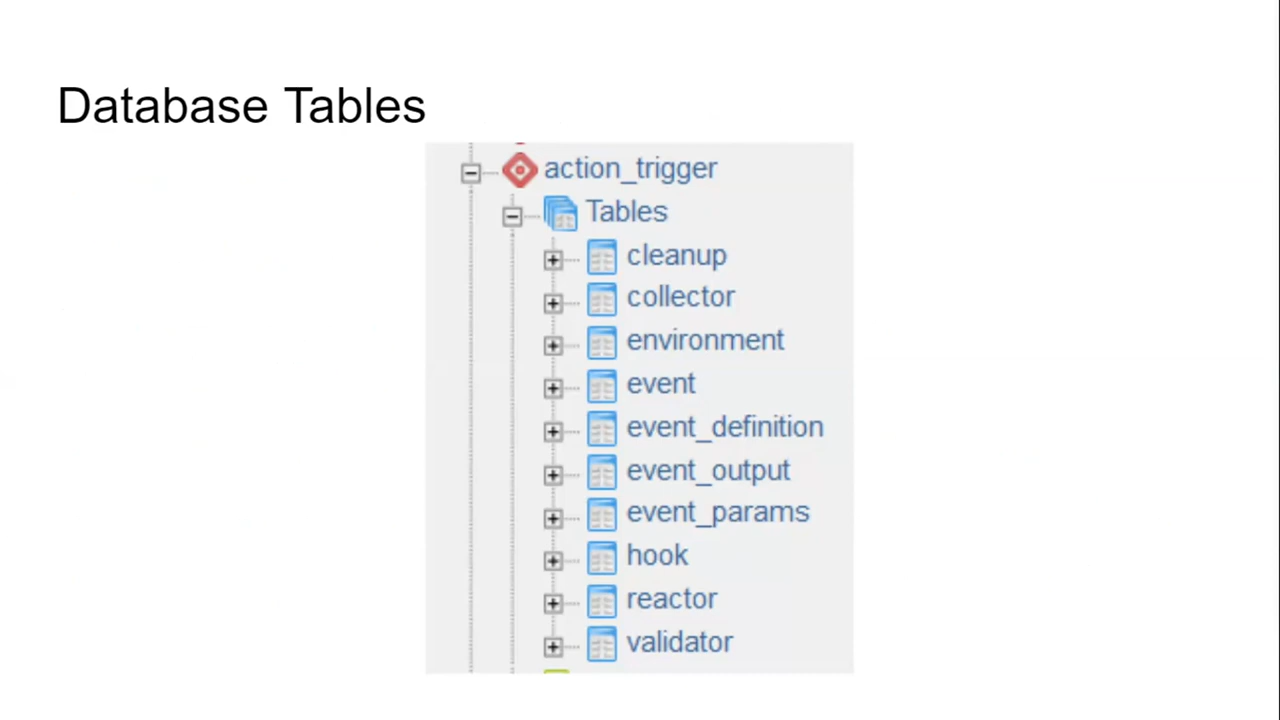 Database Tables
action_trigger
Tables
cleanup
collector
environment
event
event_definition
event_output
event_params
hook
reactor
validator